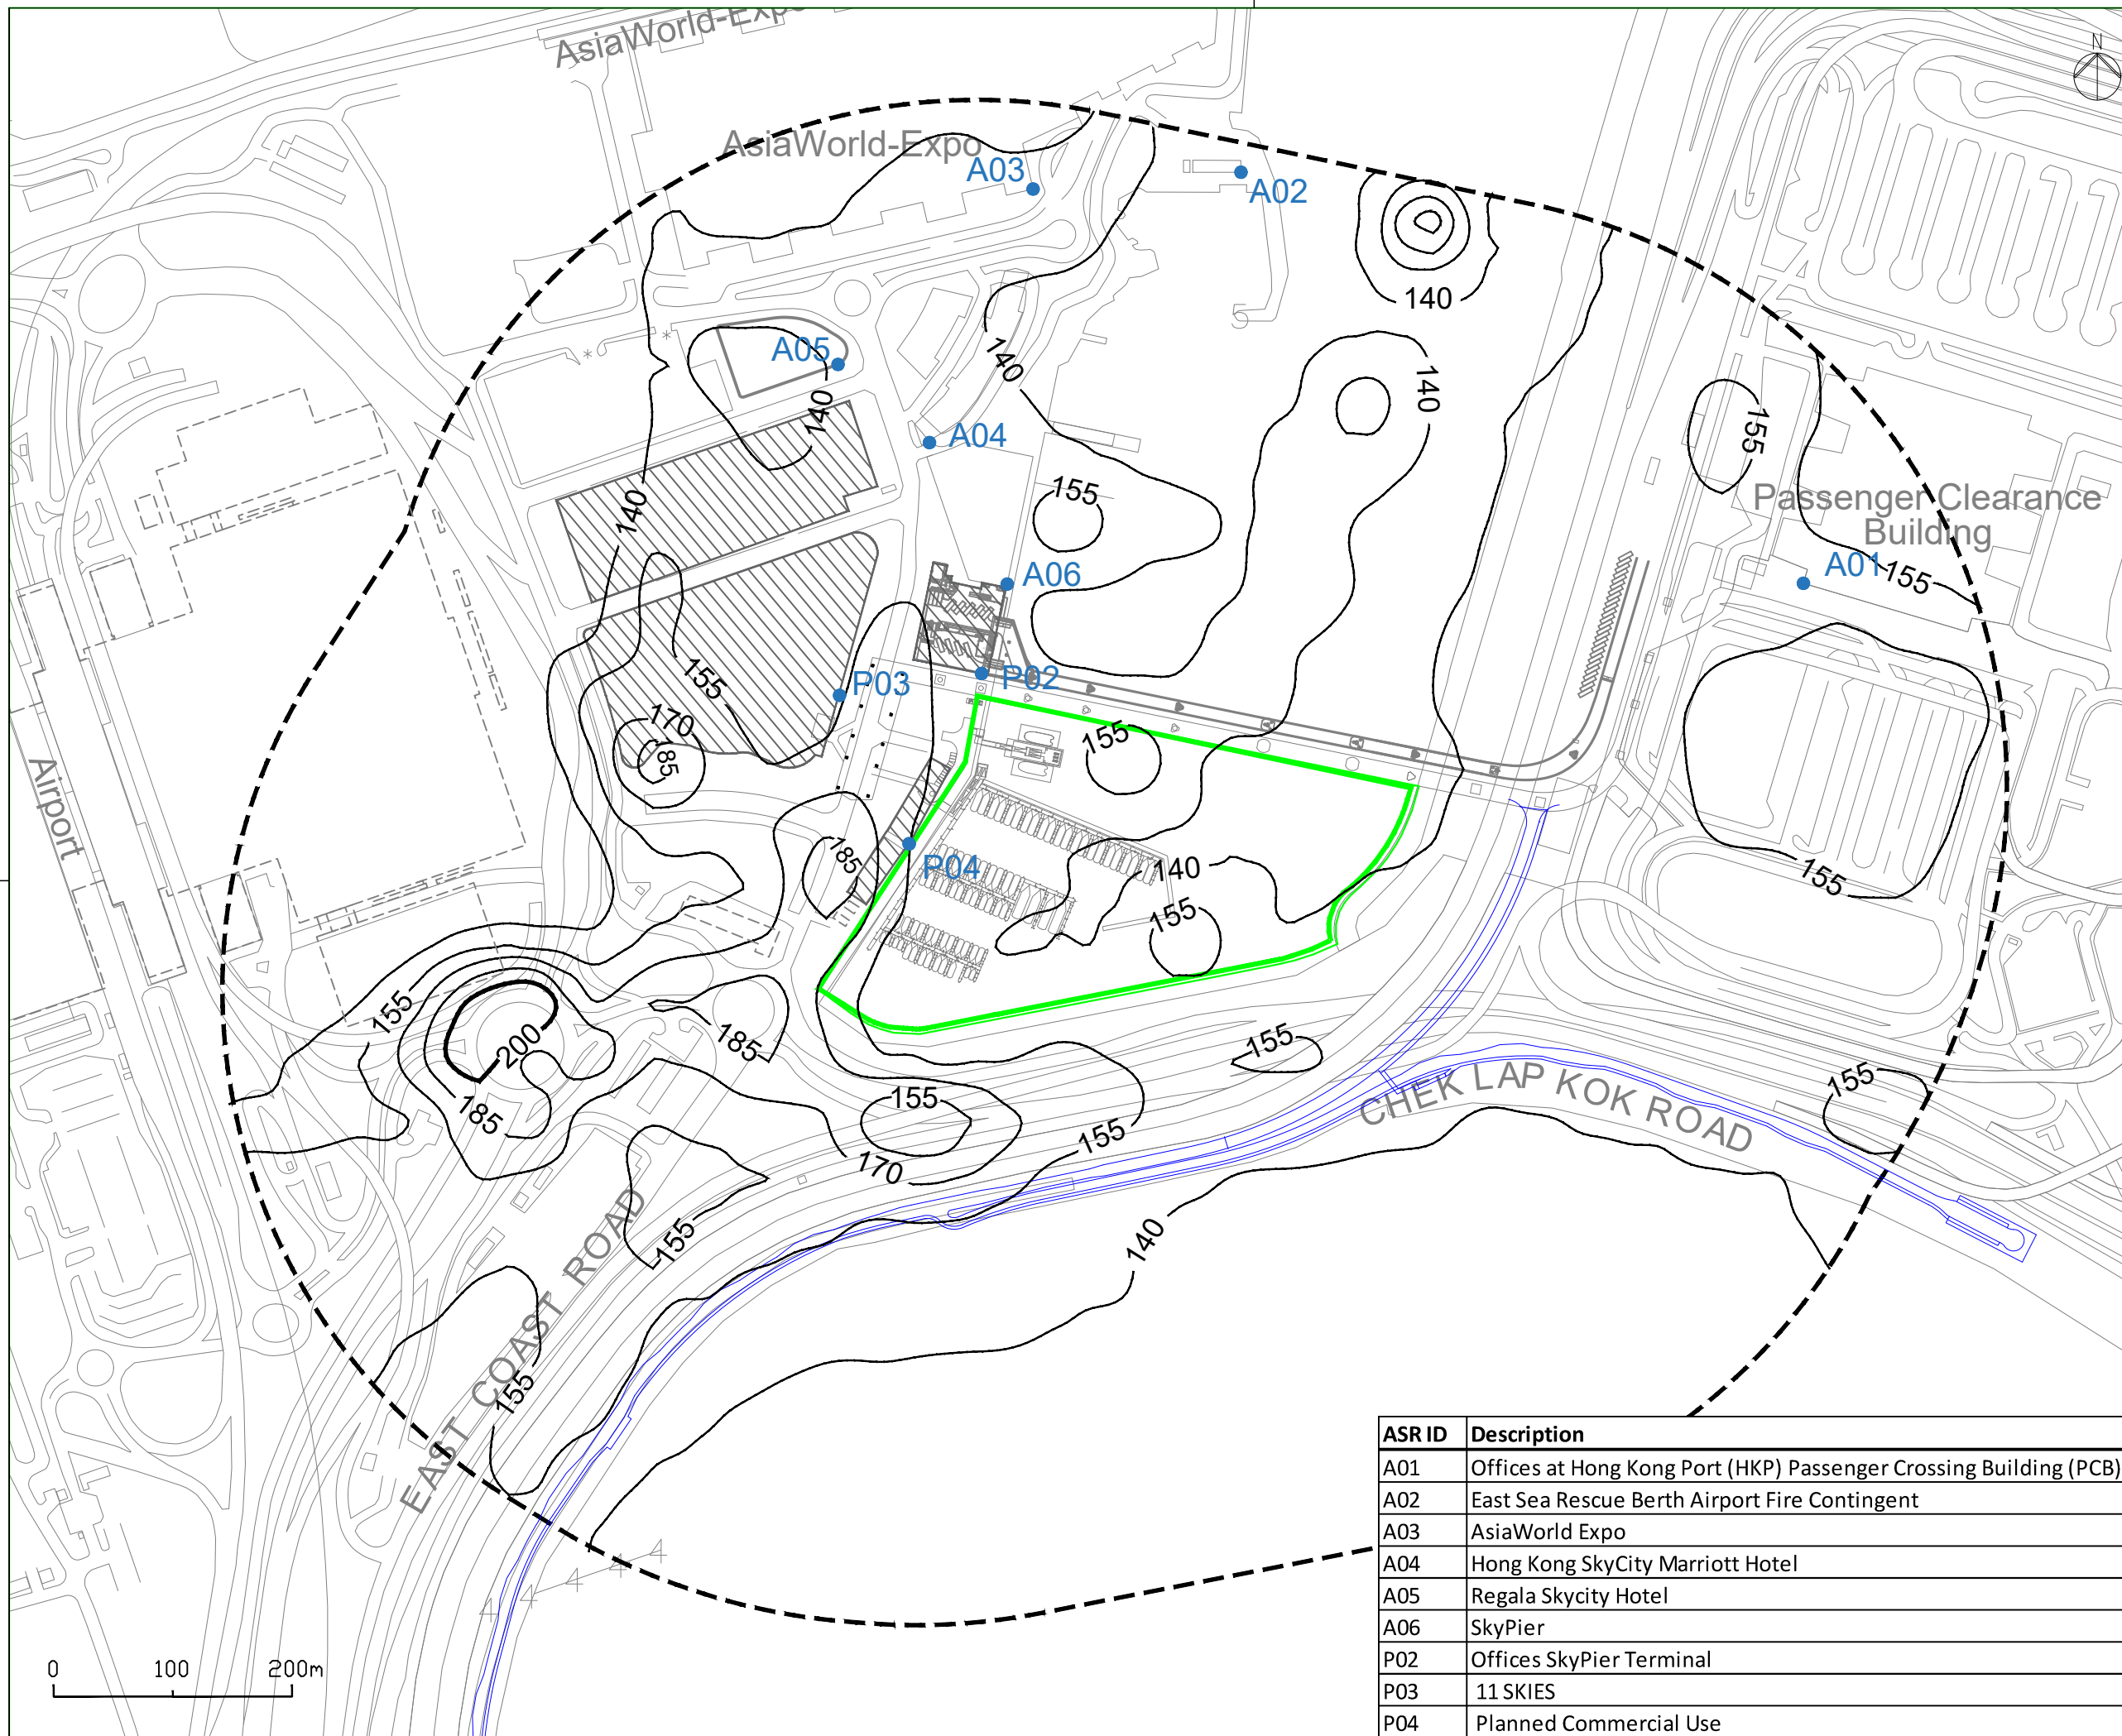 AsiaWorld-Expo
N
AsiaWorld-Expo
A03
A02
140
A05
140
140
140
A04
155
155
140
Passenger Clearance
Building
A06
A01
155
155
P03
P02
170
155
185
Airport
185
P04
140
155
155
155
200
185
155
155
185
155
CHEK LAP KOK ROAD
155
170
140
155
155
EAST COAST ROAD
0 100 200m
ASR ID Description
A01 Offices at Hong Kong Port (HKP) Passenger Crossing Building (PCB)
A02 East Sea Rescue Berth Airport Fire Contingent
A03 AsiaWorld Expo
A04 Hong Kong SkyCity Marriott Hotel
A05 Regala Skycity Hotel
A06 SkyPier
P02 Offices SkyPier Terminal
P03 11 SKIES
P04 Planned Commercial Use